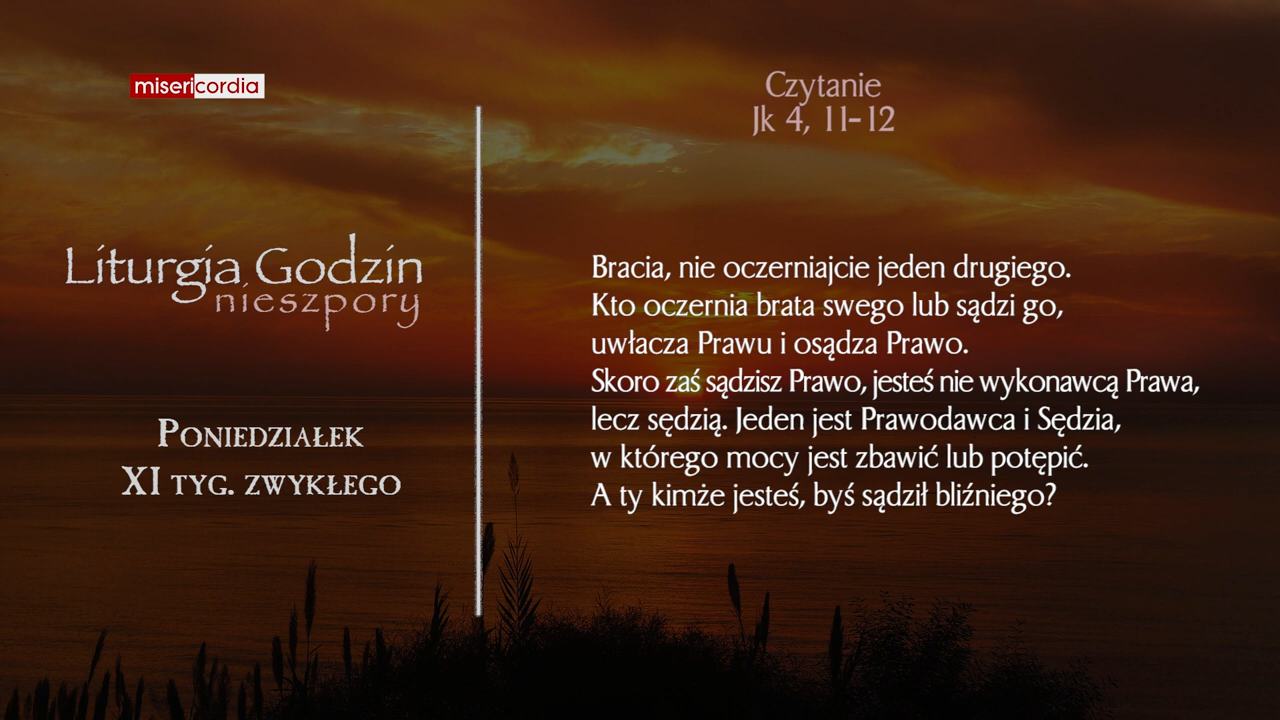 misericordia
Liturgia Godzin
nieszpory
Poniedziałek
XI tyg. zwykłego
Czytanie
Jk 4, 11-12
Bracia, nie oczerniajcie jeden drugiego.
Kto oczernia brata swego lub sądzi go,
uwłacza Prawu i osądza Prawo.
Skoro zaś sądzisz Prawo, jesteś nie wykonawcą Prawa,
lecz sędzią. Jeden jest Prawodawca i Sędzia,
w którego mocy jest zbawić lub potępić.
A ty kimże jesteś, byś sądził bliźniego?